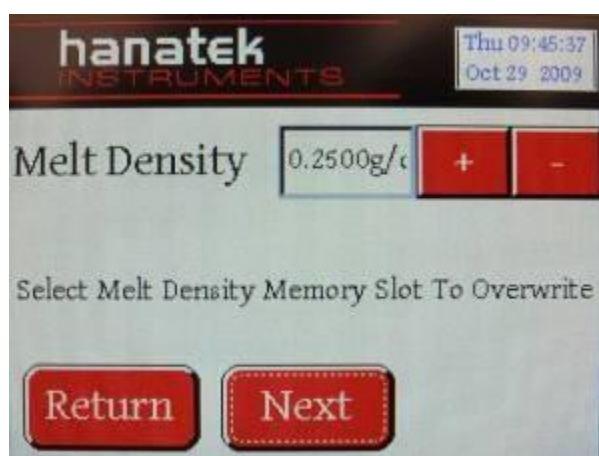 hanatek
INSTRUMENTS
Thu 09:45:37
Oct 29 2009
Melt Density
0.2500g/c
+
-
Select Melt Density Memory Slot To Overwrite
Return
Next